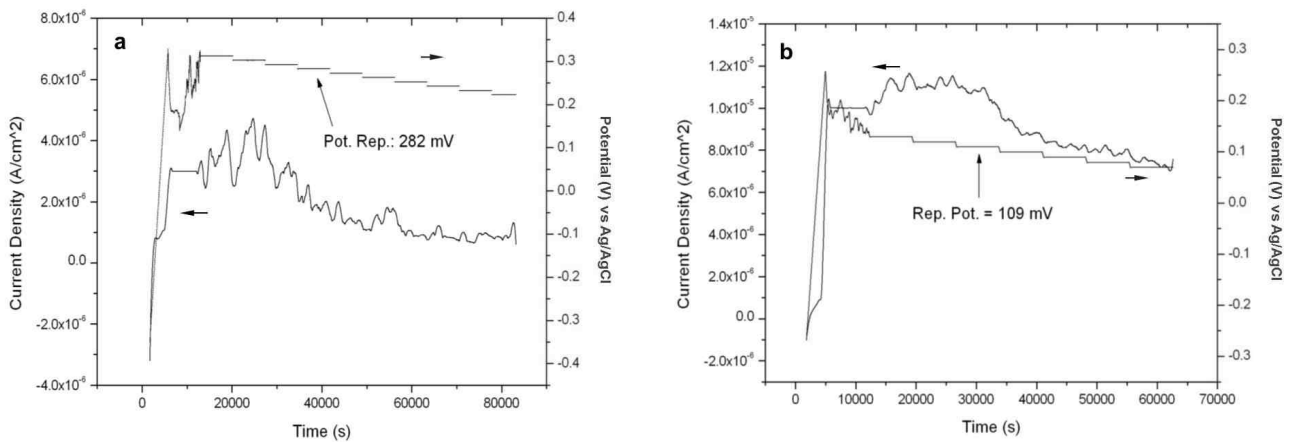 a
Current Density (A/cm^2)
8.0x10⁻⁶
6.0x10⁻⁶
4.0x10⁻⁶
2.0x10⁻⁶
0.0
-2.0x10⁻⁶
-4.0x10⁻⁶
Pot. Rep.: 282 mV
0.4
0.3
0.2
0.1
0.0
-0.1
-0.2
-0.3
-0.4
Potential (V) vs Ag/AgCl
0 20000 40000 60000 80000
Time (s)
b
Current Density (A/cm^2)
1.4x10⁻⁵
1.2x10⁻⁵
1.0x10⁻⁵
8.0x10⁻⁶
6.0x10⁻⁶
4.0x10⁻⁶
2.0x10⁻⁶
0.0
-2.0x10⁻⁶
Rep. Pot. = 109 mV
0.3
0.2
0.1
0.0
-0.1
-0.2
-0.3
Potential (V) vs Ag/AgCl
0 10000 20000 30000 40000 50000 60000 70000
Time (s)